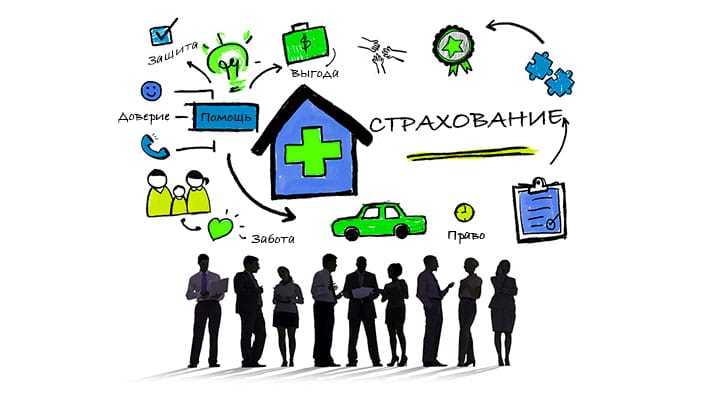 Защита
Выгода
Доверие
Помощь
СТРАХОВАНИЕ
Забота
Право